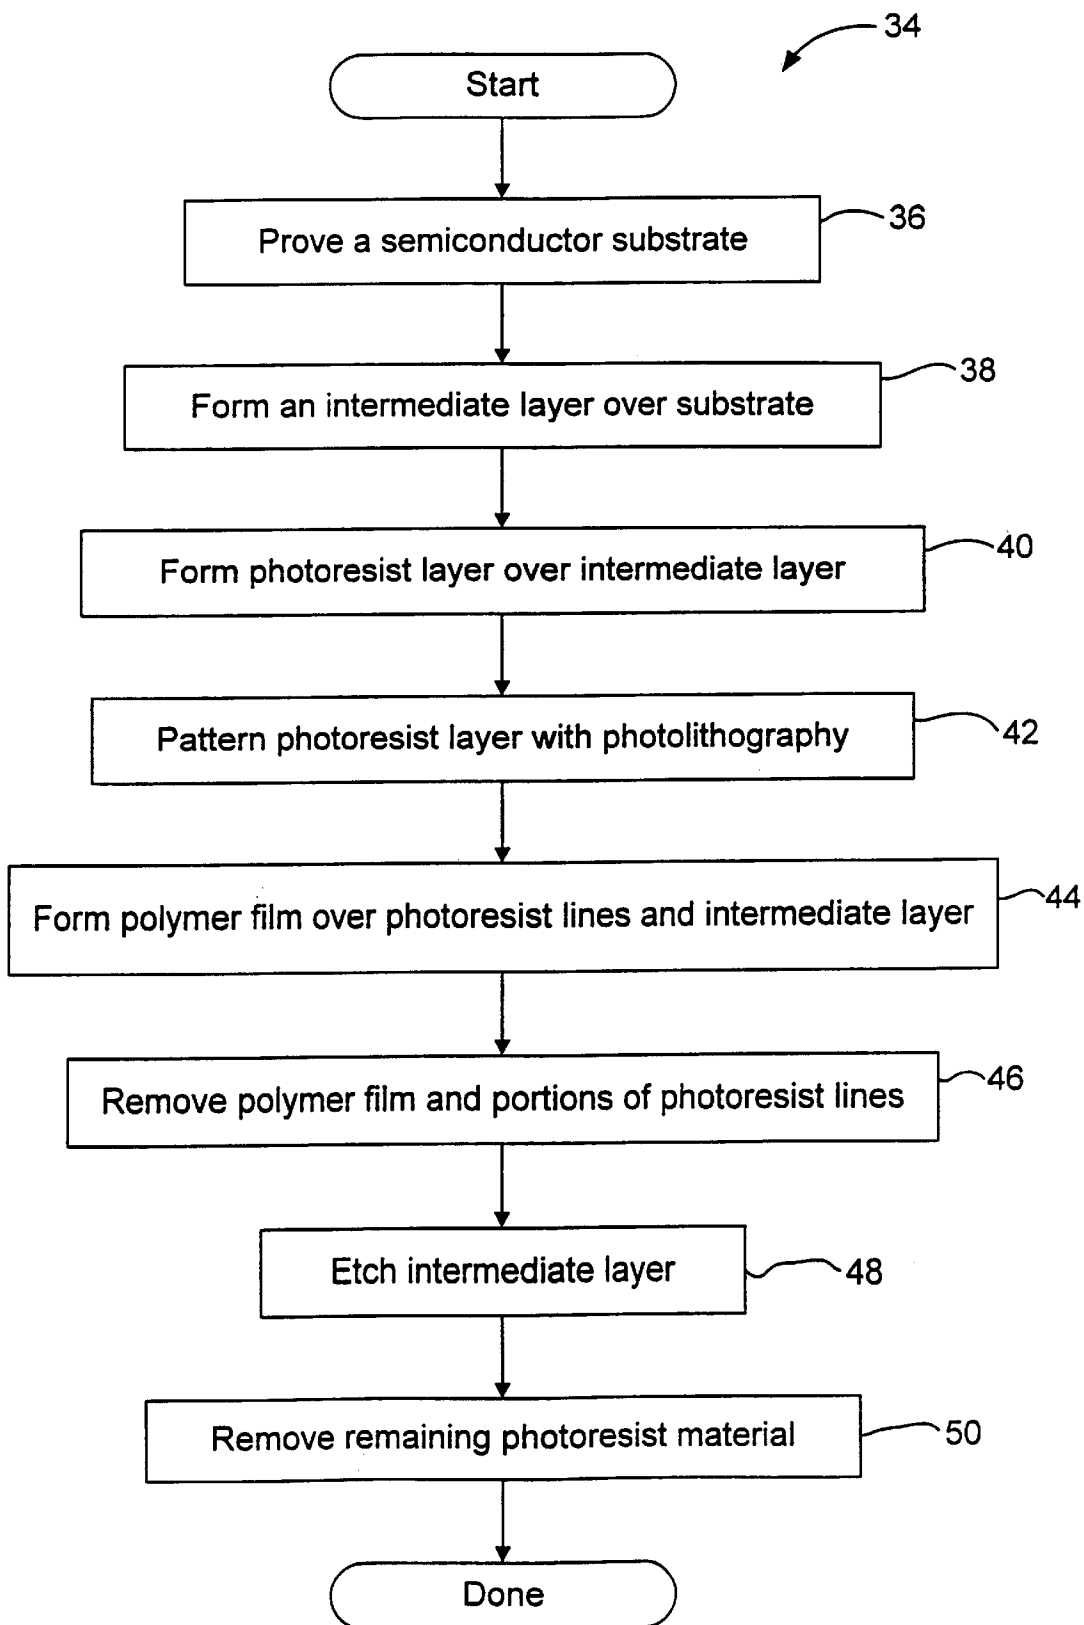 34
Start
Prove a semiconductor substrate
36
Form an intermediate layer over substrate
38
Form photoresist layer over intermediate layer
40
Pattern photoresist layer with photolithography
42
Form polymer film over photoresist lines and intermediate layer
44
Remove polymer film and portions of photoresist lines
46
Etch intermediate layer
48
Remove remaining photoresist material
50
Done